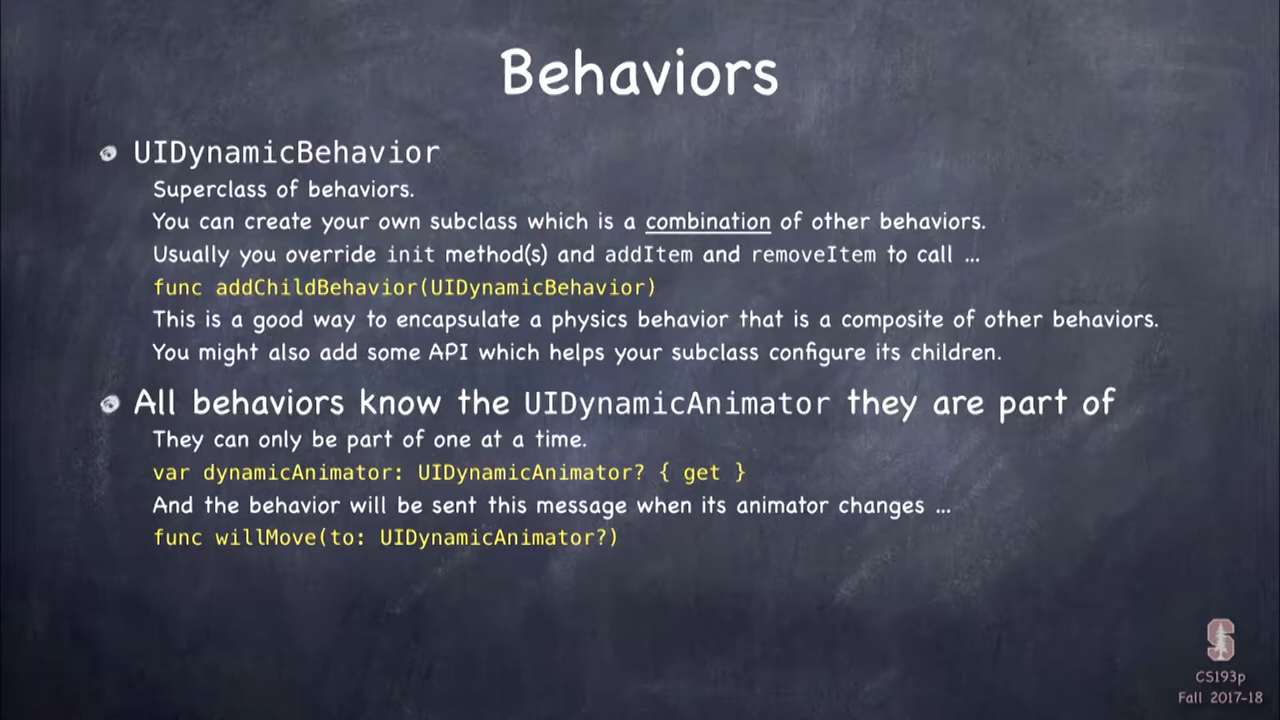 Behaviors
UIDynamicBehavior
Superclass of behaviors.
You can create your own subclass which is a combination of other behaviors.
Usually you override init method(s) and addItem and removeItem to call ...
func addChildBehavior(UIDynamicBehavior)
This is a good way to encapsulate a physics behavior that is a composite of other behaviors.
You might also add some API which helps your subclass configure its children.
All behaviors know the UIDynamicAnimator they are part of
They can only be part of one at a time.
var dynamicAnimator: UIDynamicAnimator? { get }
And the behavior will be sent this message when its animator changes ...
func willMove(to: UIDynamicAnimator?)
S
CS193p
Fall 2017-18